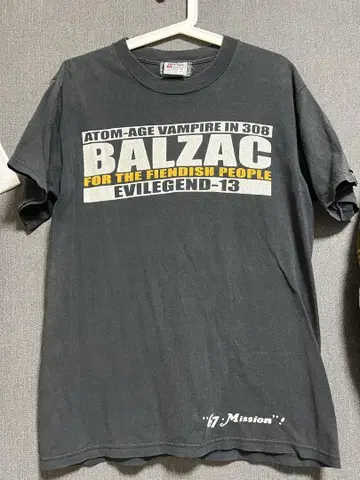 ATOM-AGE VAMPIRE IN 308
BALZAC
FOR THE FIENDISH PEOPLE
EVILEGEND-13
"17·Mission"!